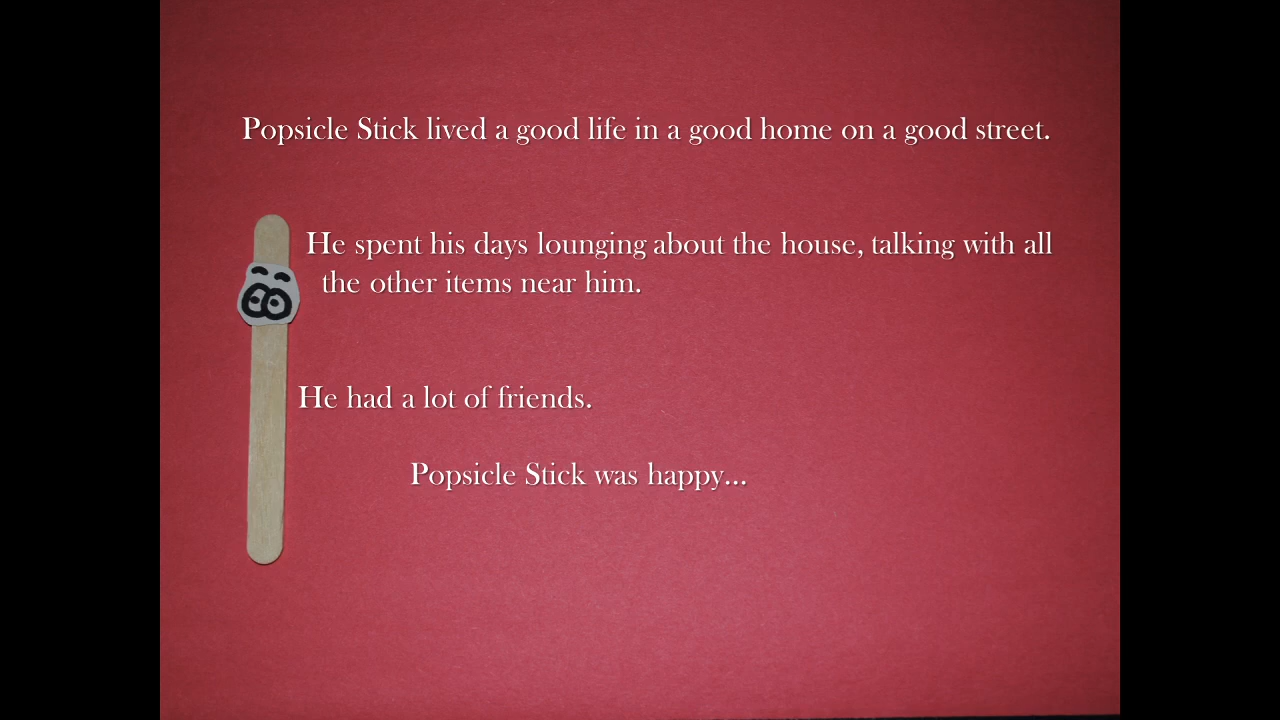 Popsicle Stick lived a good life in a good home on a good street.
He spent his days lounging about the house, talking with all
the other items near him.
He had a lot of friends.
Popsicle Stick was happy...